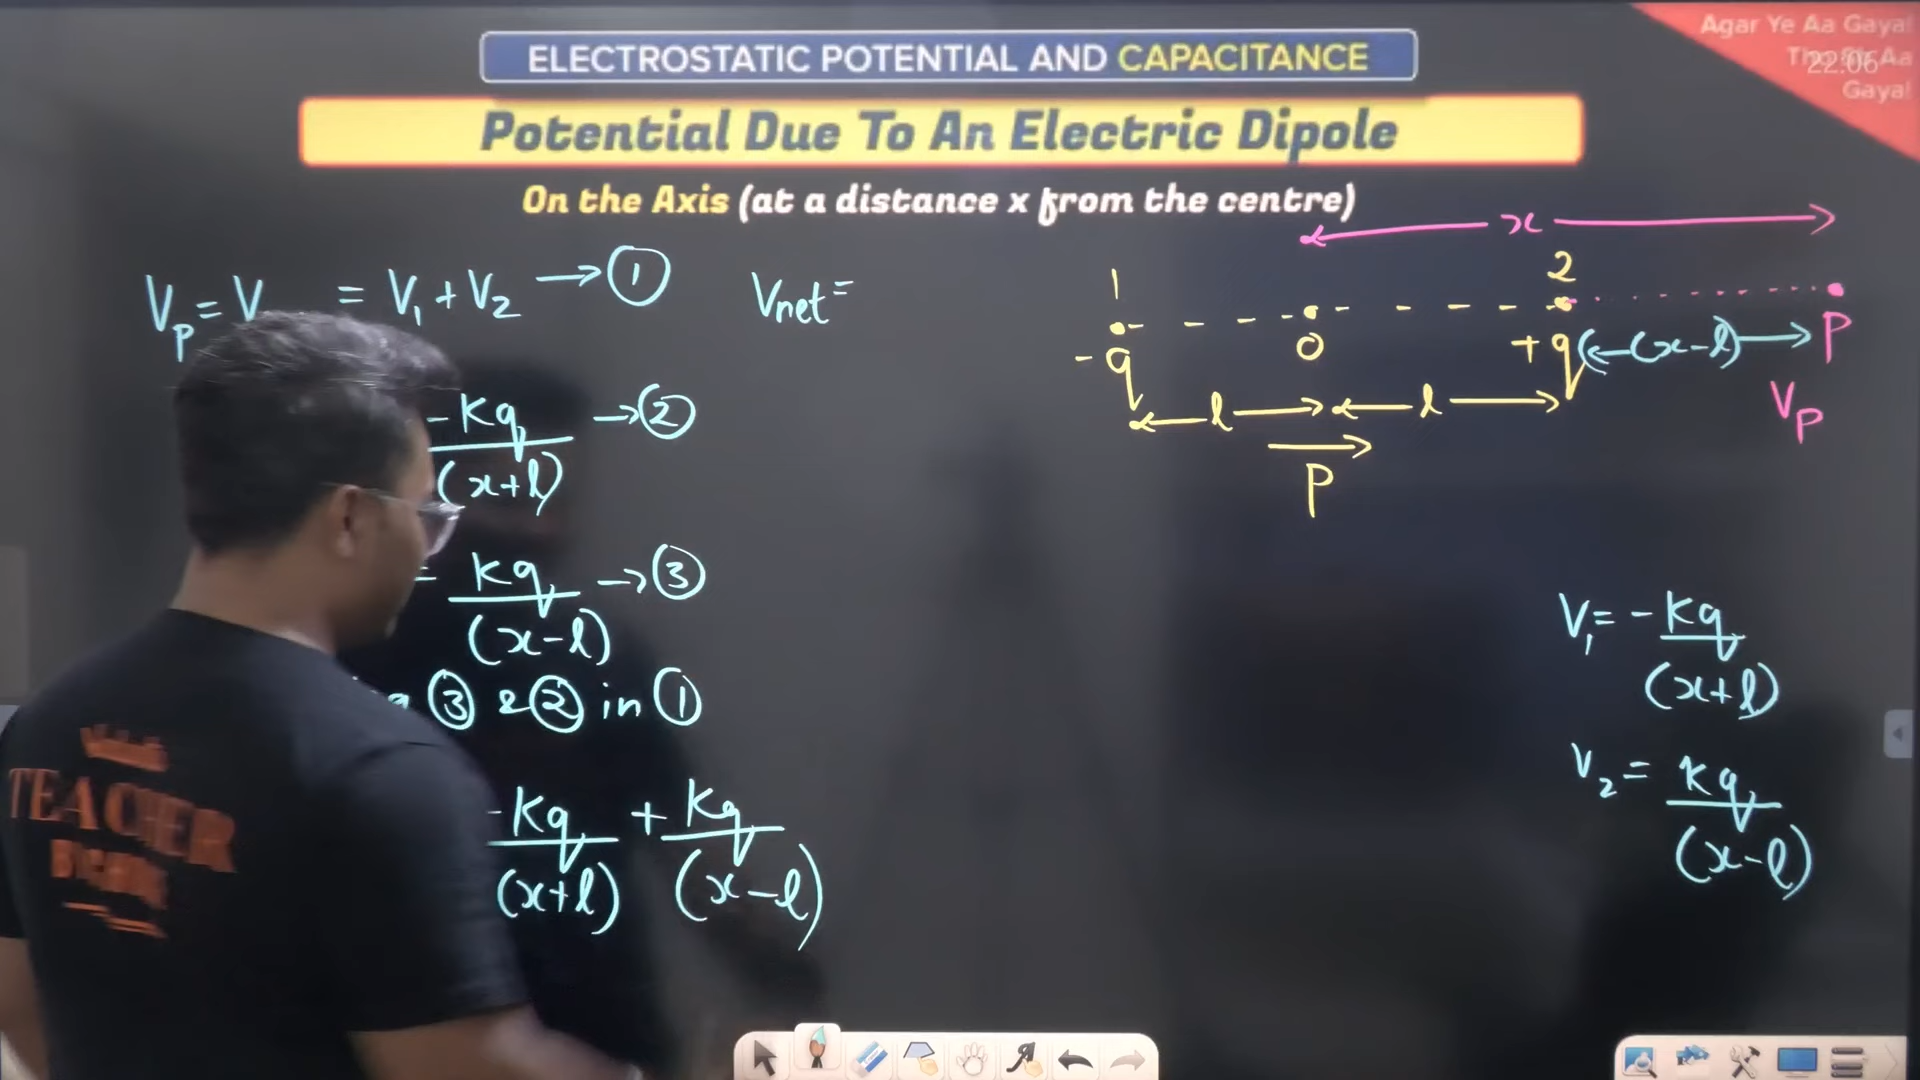 ELECTROSTATIC POTENTIAL AND CAPACITANCE
Agar Ye Aa Gaya!
22:06
Aa
Gaya!
Potential Due To An Electric Dipole
On the Axis (at a distance x from the centre)
x
Vp = V = V1 + V2 → ①
Vnet =
1
2
-q
O
+q
(x-l)
P
Vp
l
l
P
-Kq/(x+l) → ②
= Kq/(x-l) → ③
③ & ② in ①
-Kq/(x+l) + Kq/(x-l)
V1 = -Kq/(x+l)
V2 = Kq/(x-l)
TEACHER